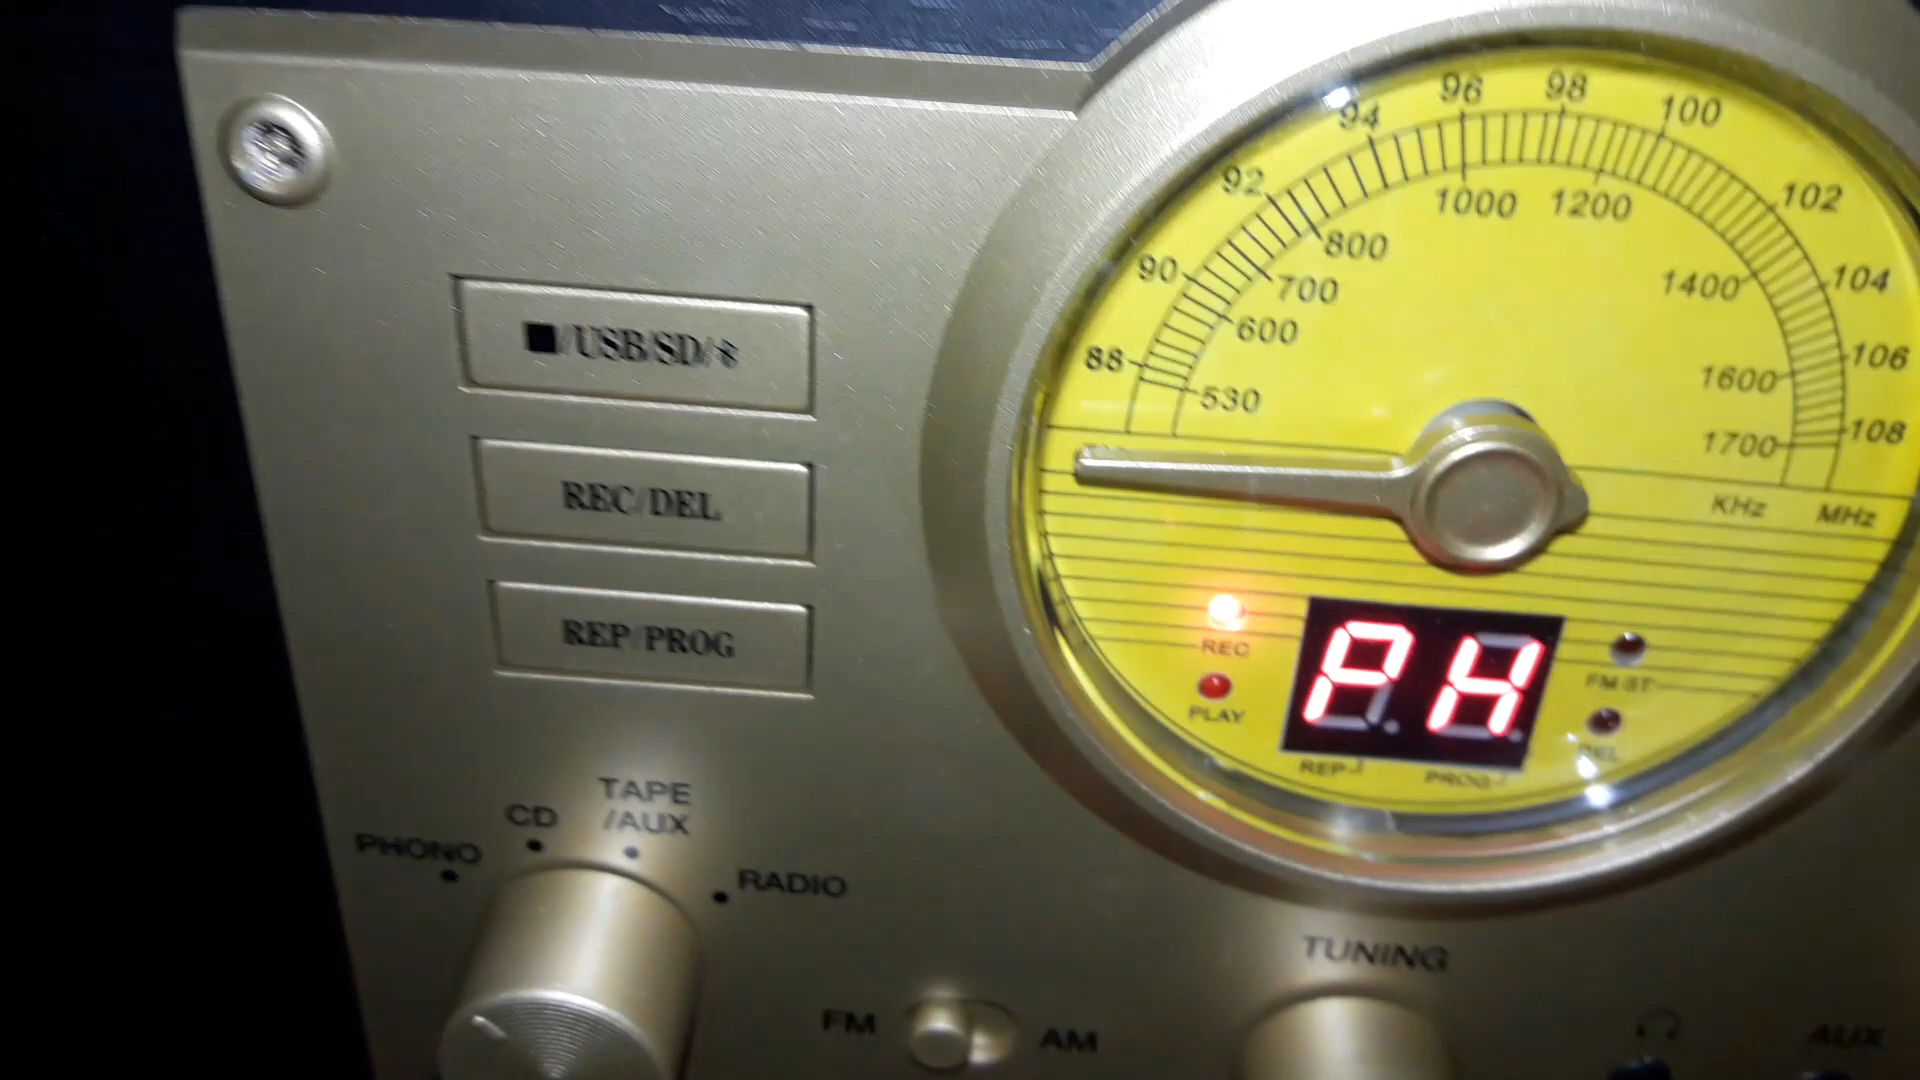 88 90 92 94 96 98 100 102 104 106 108
530 600 700 800 1000 1200 1400 1600 1700
KHz MHz
■/USB/SD/
REC/DEL
REP/PROG
REC
PLAY
PH
FM ST
DEL
REP
PROG
PHONO
CD
TAPE
/AUX
RADIO
TUNING
FM
AM
AUX